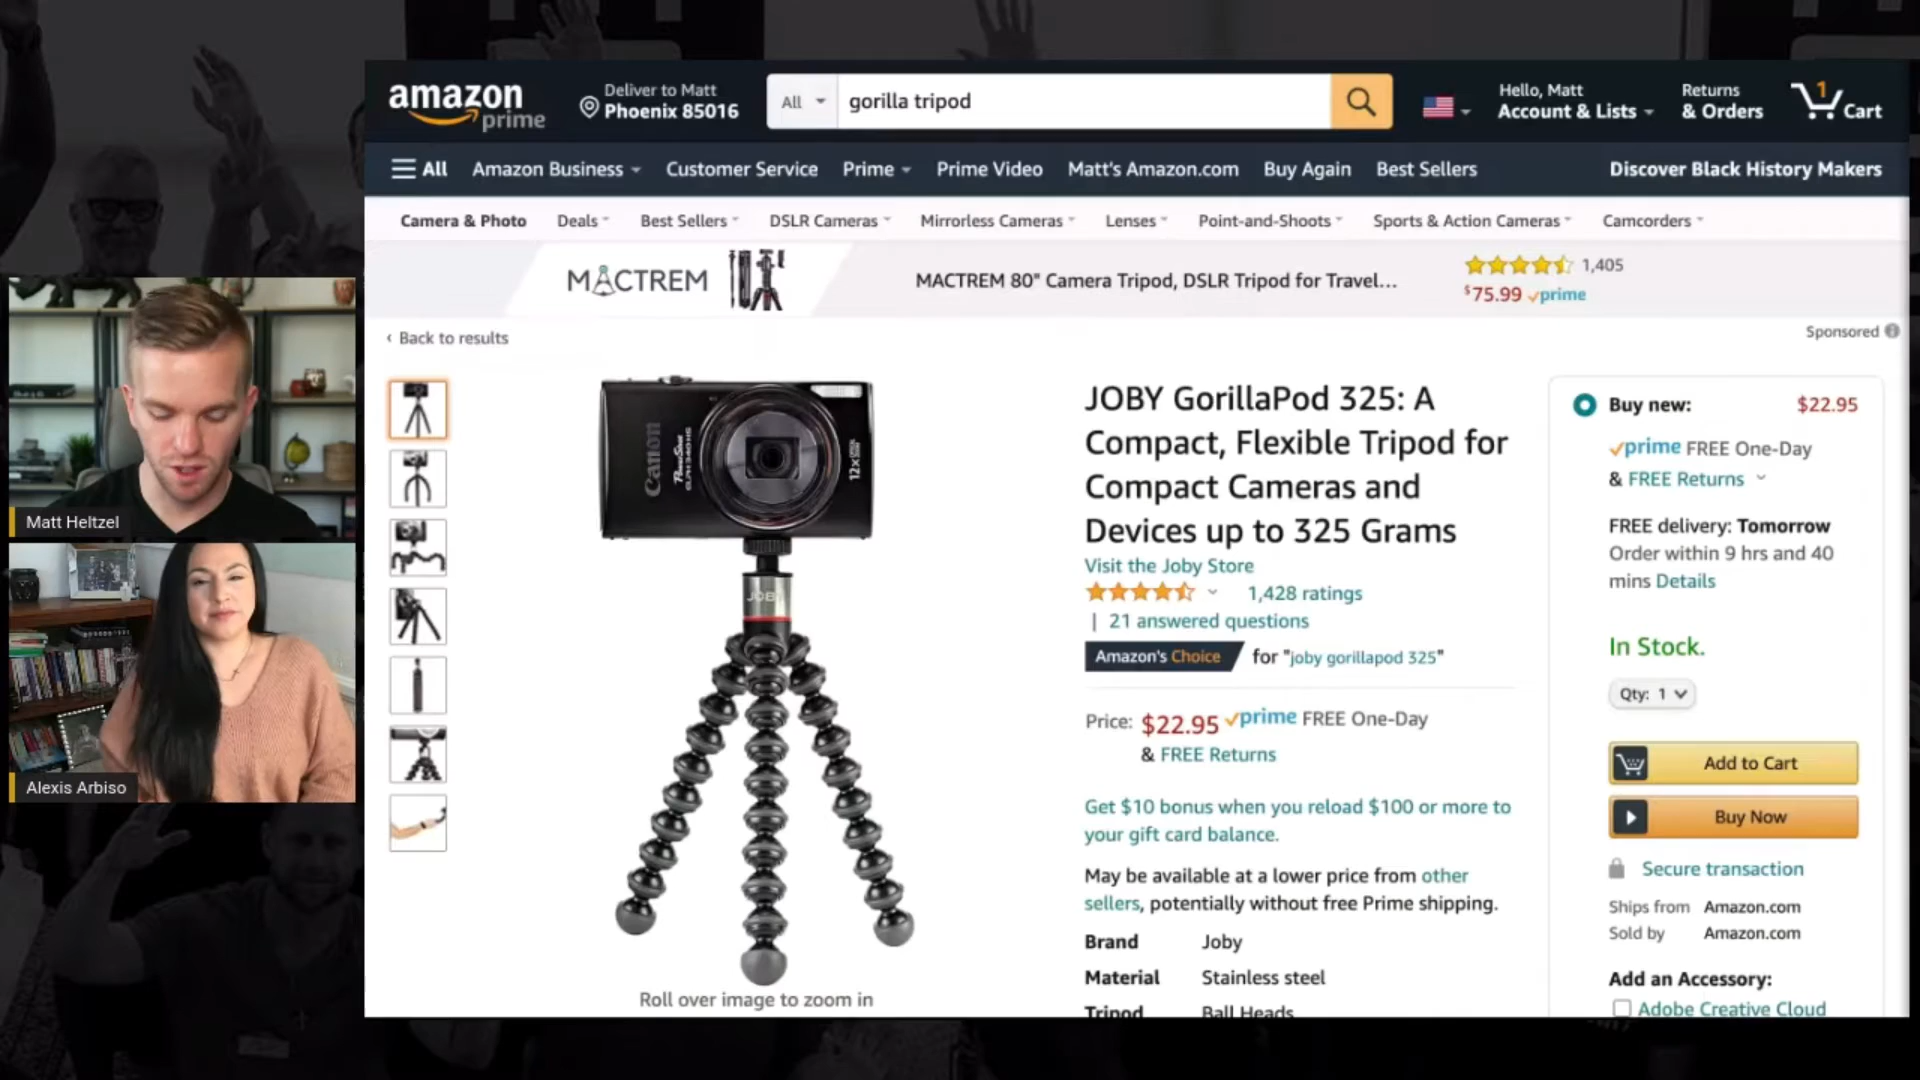 amazon
prime
Deliver to Matt
Phoenix 85016
All
gorilla tripod
Hello, Matt
Account & Lists
Returns
& Orders
1
Cart
All
Amazon Business
Customer Service
Prime
Prime Video
Matt's Amazon.com
Buy Again
Best Sellers
Discover Black History Makers
Camera & Photo
Deals
Best Sellers
DSLR Cameras
Mirrorless Cameras
Lenses
Point-and-Shoots
Sports & Action Cameras
Camcorders
MACTREM
MACTREM 80" Camera Tripod, DSLR Tripod for Travel...
1,405
$75.99 prime
‹ Back to results
Sponsored
Matt Heltzel
Alexis Arbiso
Canon
PowerShot
12x
JOBY
Roll over image to zoom in
JOBY GorillaPod 325: A
Compact, Flexible Tripod for
Compact Cameras and
Devices up to 325 Grams
Visit the Joby Store
1,428 ratings
| 21 answered questions
Amazon's Choice for "joby gorillapod 325"
Price: $22.95 prime FREE One-Day
& FREE Returns
Get $10 bonus when you reload $100 or more to
your gift card balance.
May be available at a lower price from other
sellers, potentially without free Prime shipping.
Brand Joby
Material Stainless steel
Tripod Ball Heads
Buy new: $22.95
prime FREE One-Day
& FREE Returns
FREE delivery: Tomorrow
Order within 9 hrs and 40
mins Details
In Stock.
Qty: 1
Add to Cart
Buy Now
Secure transaction
Ships from Amazon.com
Sold by Amazon.com
Add an Accessory:
Adobe Creative Cloud